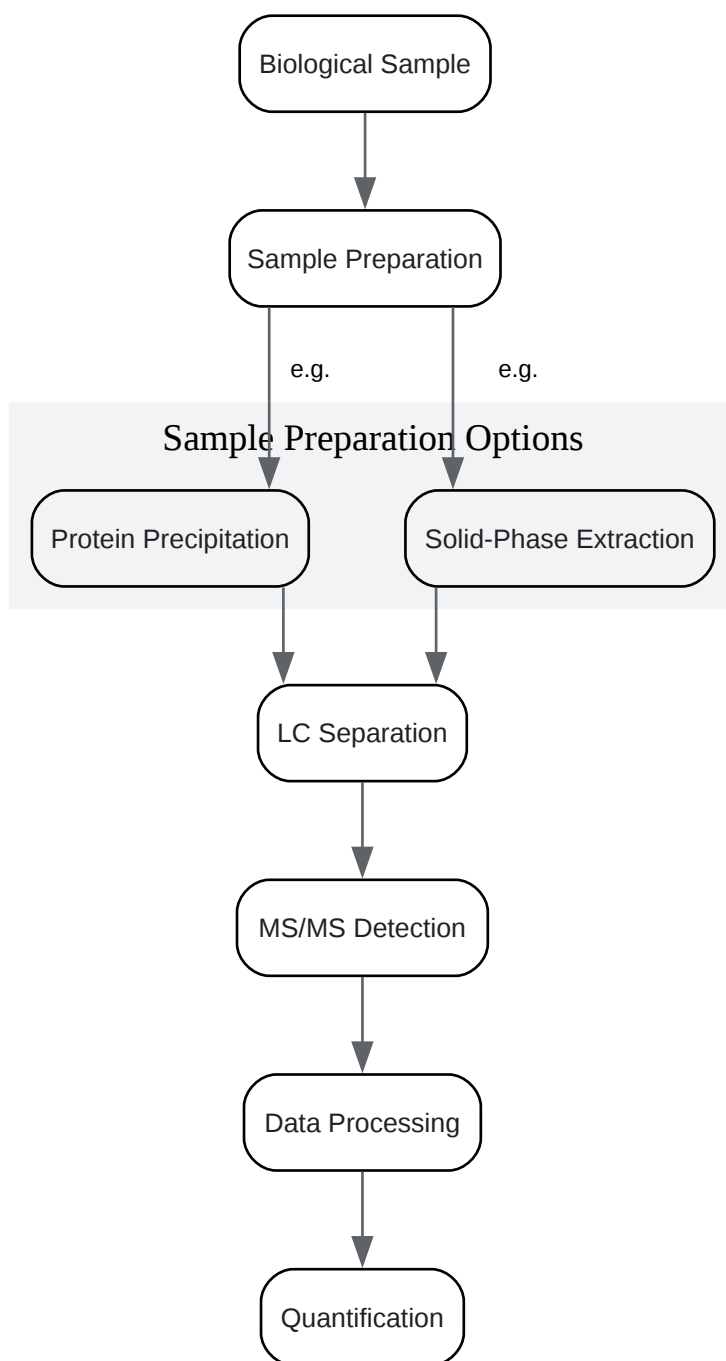 Biological Sample
Sample Preparation
e.g.
e.g.
Sample Preparation Options
Protein Precipitation
Solid-Phase Extraction
LC Separation
MS/MS Detection
Data Processing
Quantification